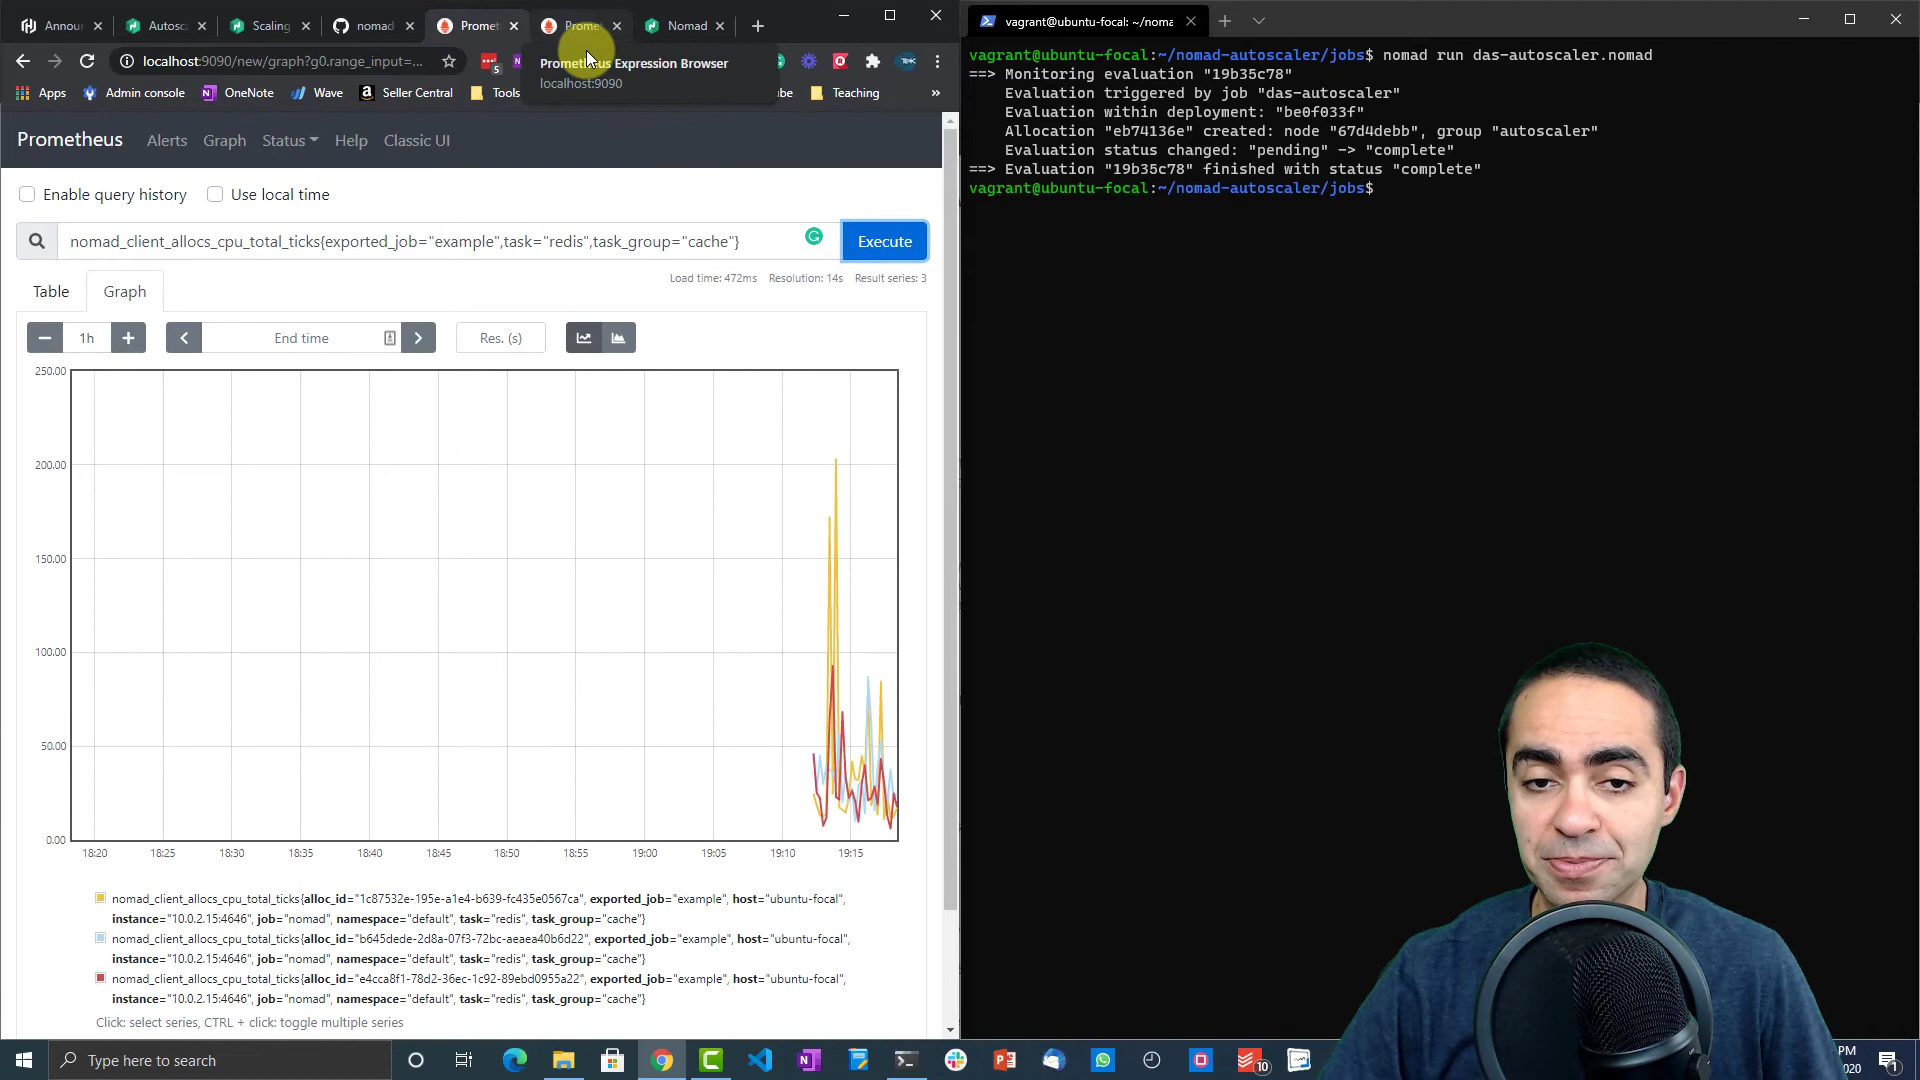 Annou
Autosc
Scaling
nomad
Prometh
Prome
Nomad
vagrant@ubuntu-focal: ~/noma
localhost:9090/new/graph?g0.range_input=...
5
Prometheus Expression Browser
localhost:9090
Apps
Admin console
OneNote
Wave
Seller Central
Tools
Teaching
»
Prometheus
Alerts
Graph
Status
Help
Classic UI
Enable query history
Use local time
nomad_client_allocs_cpu_total_ticks{exported_job="example",task="redis",task_group="cache"}
Execute
Load time: 472ms
Resolution: 14s
Result series: 3
Table
Graph
1h
End time
Res. (s)
250.00
200.00
150.00
100.00
50.00
0.00
18:20 18:25 18:30 18:35 18:40 18:45 18:50 18:55 19:00 19:05 19:10 19:15
nomad_client_allocs_cpu_total_ticks{alloc_id="1c87532e-195e-a1e4-b639-fc435e0567ca", exported_job="example", host="ubuntu-focal",
instance="10.0.2.15:4646", job="nomad", namespace="default", task="redis", task_group="cache"}
nomad_client_allocs_cpu_total_ticks{alloc_id="b645dede-2d8a-07f3-72bc-aeaea40b6d22", exported_job="example", host="ubuntu-focal",
instance="10.0.2.15:4646", job="nomad", namespace="default", task="redis", task_group="cache"}
nomad_client_allocs_cpu_total_ticks{alloc_id="e4cca8f1-78d2-36ec-1c92-89ebd0955a22", exported_job="example", host="ubuntu-focal",
instance="10.0.2.15:4646", job="nomad", namespace="default", task="redis", task_group="cache"}
Click: select series, CTRL + click: toggle multiple series
vagrant@ubuntu-focal:~/nomad-autoscaler/jobs$ nomad run das-autoscaler.nomad
==> Monitoring evaluation "19b35c78"
Evaluation triggered by job "das-autoscaler"
Evaluation within deployment: "be0f033f"
Allocation "eb74136e" created: node "67d4debb", group "autoscaler"
Evaluation status changed: "pending" -> "complete"
==> Evaluation "19b35c78" finished with status "complete"
vagrant@ubuntu-focal:~/nomad-autoscaler/jobs$
Type here to search
10
PM
020
1